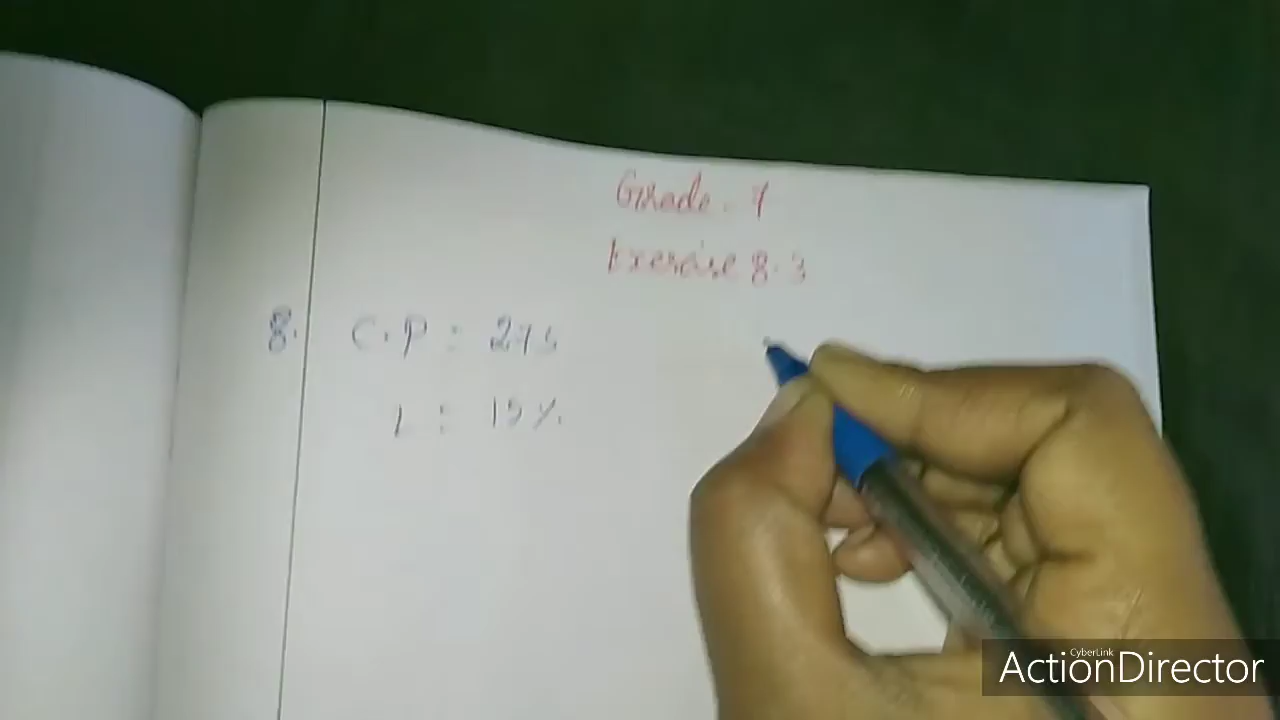 Grade - 7
Exercise 8.3
8. C.P = 275
L = 15%
CyberLink
ActionDirector